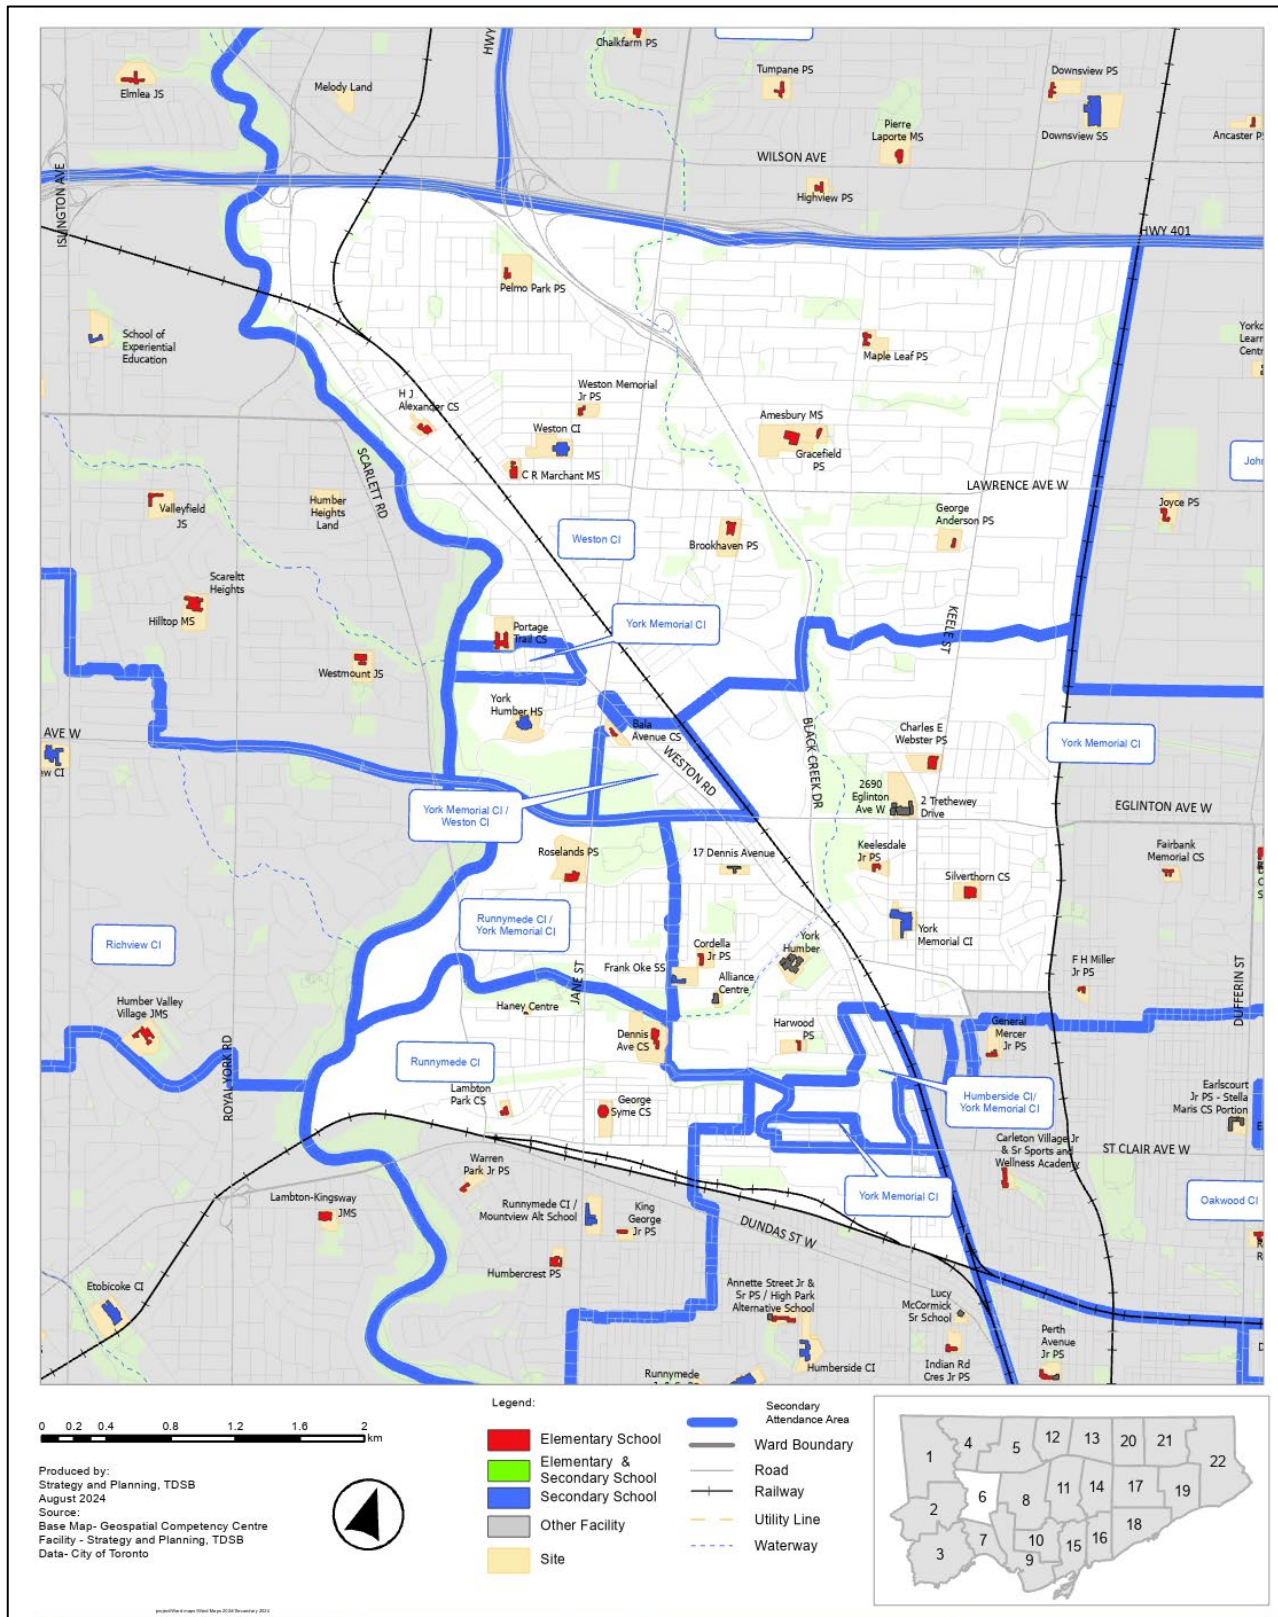 Chalkfarm PS
HWY
Tumpane PS
Downsview PS
Elmlea JS
Melody Land
Pierre
Laporte MS
Downsview SS
Ancaster P
WILSON AVE
Highview PS
ISLINGTON AVE
HWY 401
Pelmo Park PS
School of
Experiential
Education
Maple Leaf PS
Yorkd
Learn
Centr
H J
Alexander CS
Weston Memorial
Jr PS
Weston CI
Amesbury MS
Gracefield
PS
C R Marchant MS
SCARLETT RD
John
LAWRENCE AVE W
Valleyfield
JS
Humber
Heights
Land
George
Anderson PS
Joyce PS
Weston CI
Brookhaven PS
Scareltt
Heights
Hilltop MS
KEELE ST
Portage
Trail CS
York Memorial CI
Westmount JS
York
Humber HS
Bala
Avenue CS
AVE W
ew CI
WESTON RD
BLACK CREEK DR
Charles E
Webster PS
York Memorial CI
2690
Eglinton
Ave W
2 Trethewey
Drive
EGLINTON AVE W
York Memorial CI /
Weston CI
Roselands PS
17 Dennis Avenue
Keelesdale
Jr PS
Fairbank
Memorial CS
Silverthorn CS
Runnymede CI /
York Memorial CI
Richview CI
York
Memorial CI
Cordella
Jr PS
York
Humber
Frank Oke SS
Alliance
Centre
F H Miller
Jr PS
JANE ST
DUFFERIN ST
Humber Valley
Village JMS
Haney Centre
Dennis
Ave CS
Harwood
PS
General
Mercer
Jr PS
ROYAL YORK RD
Runnymede CI
Lambton
Park CS
George
Syme CS
Humberside CI/
York Memorial CI
Earlscourt
Jr PS - Stella
Maris CS Portion
E
Carleton Village Jr
& Sr Sports and
Wellness Academy
ST CLAIR AVE W
Warren
Park Jr PS
York Memorial CI
Oakwood CI
Lambton-Kingsway
JMS
Runnymede CI /
Mountview Alt School
King
George
Jr PS
DUNDAS ST W
Humbercrest PS
Etobicoke CI
Annette Street Jr &
Sr PS / High Park
Alternative School
Lucy
McCormick
Sr School
Perth
Avenue
Jr PS
Humberside CI
Indian Rd
Cres Jr PS
Runnymede
Legend:
Elementary School
Elementary &
Secondary School
Secondary School
Other Facility
Site
Secondary
Attendance Area
Ward Boundary
Road
Railway
Utility Line
Waterway
0 0.2 0.4 0.8 1.2 1.6 2
km
Produced by:
Strategy and Planning, TDSB
August 2024
Source:
Base Map- Geospatial Competency Centre
Facility - Strategy and Planning, TDSB
Data- City of Toronto
1 4 5 12 13 20 21 22
2 6 8 11 14 17 19
3 7 9 10 15 16 18